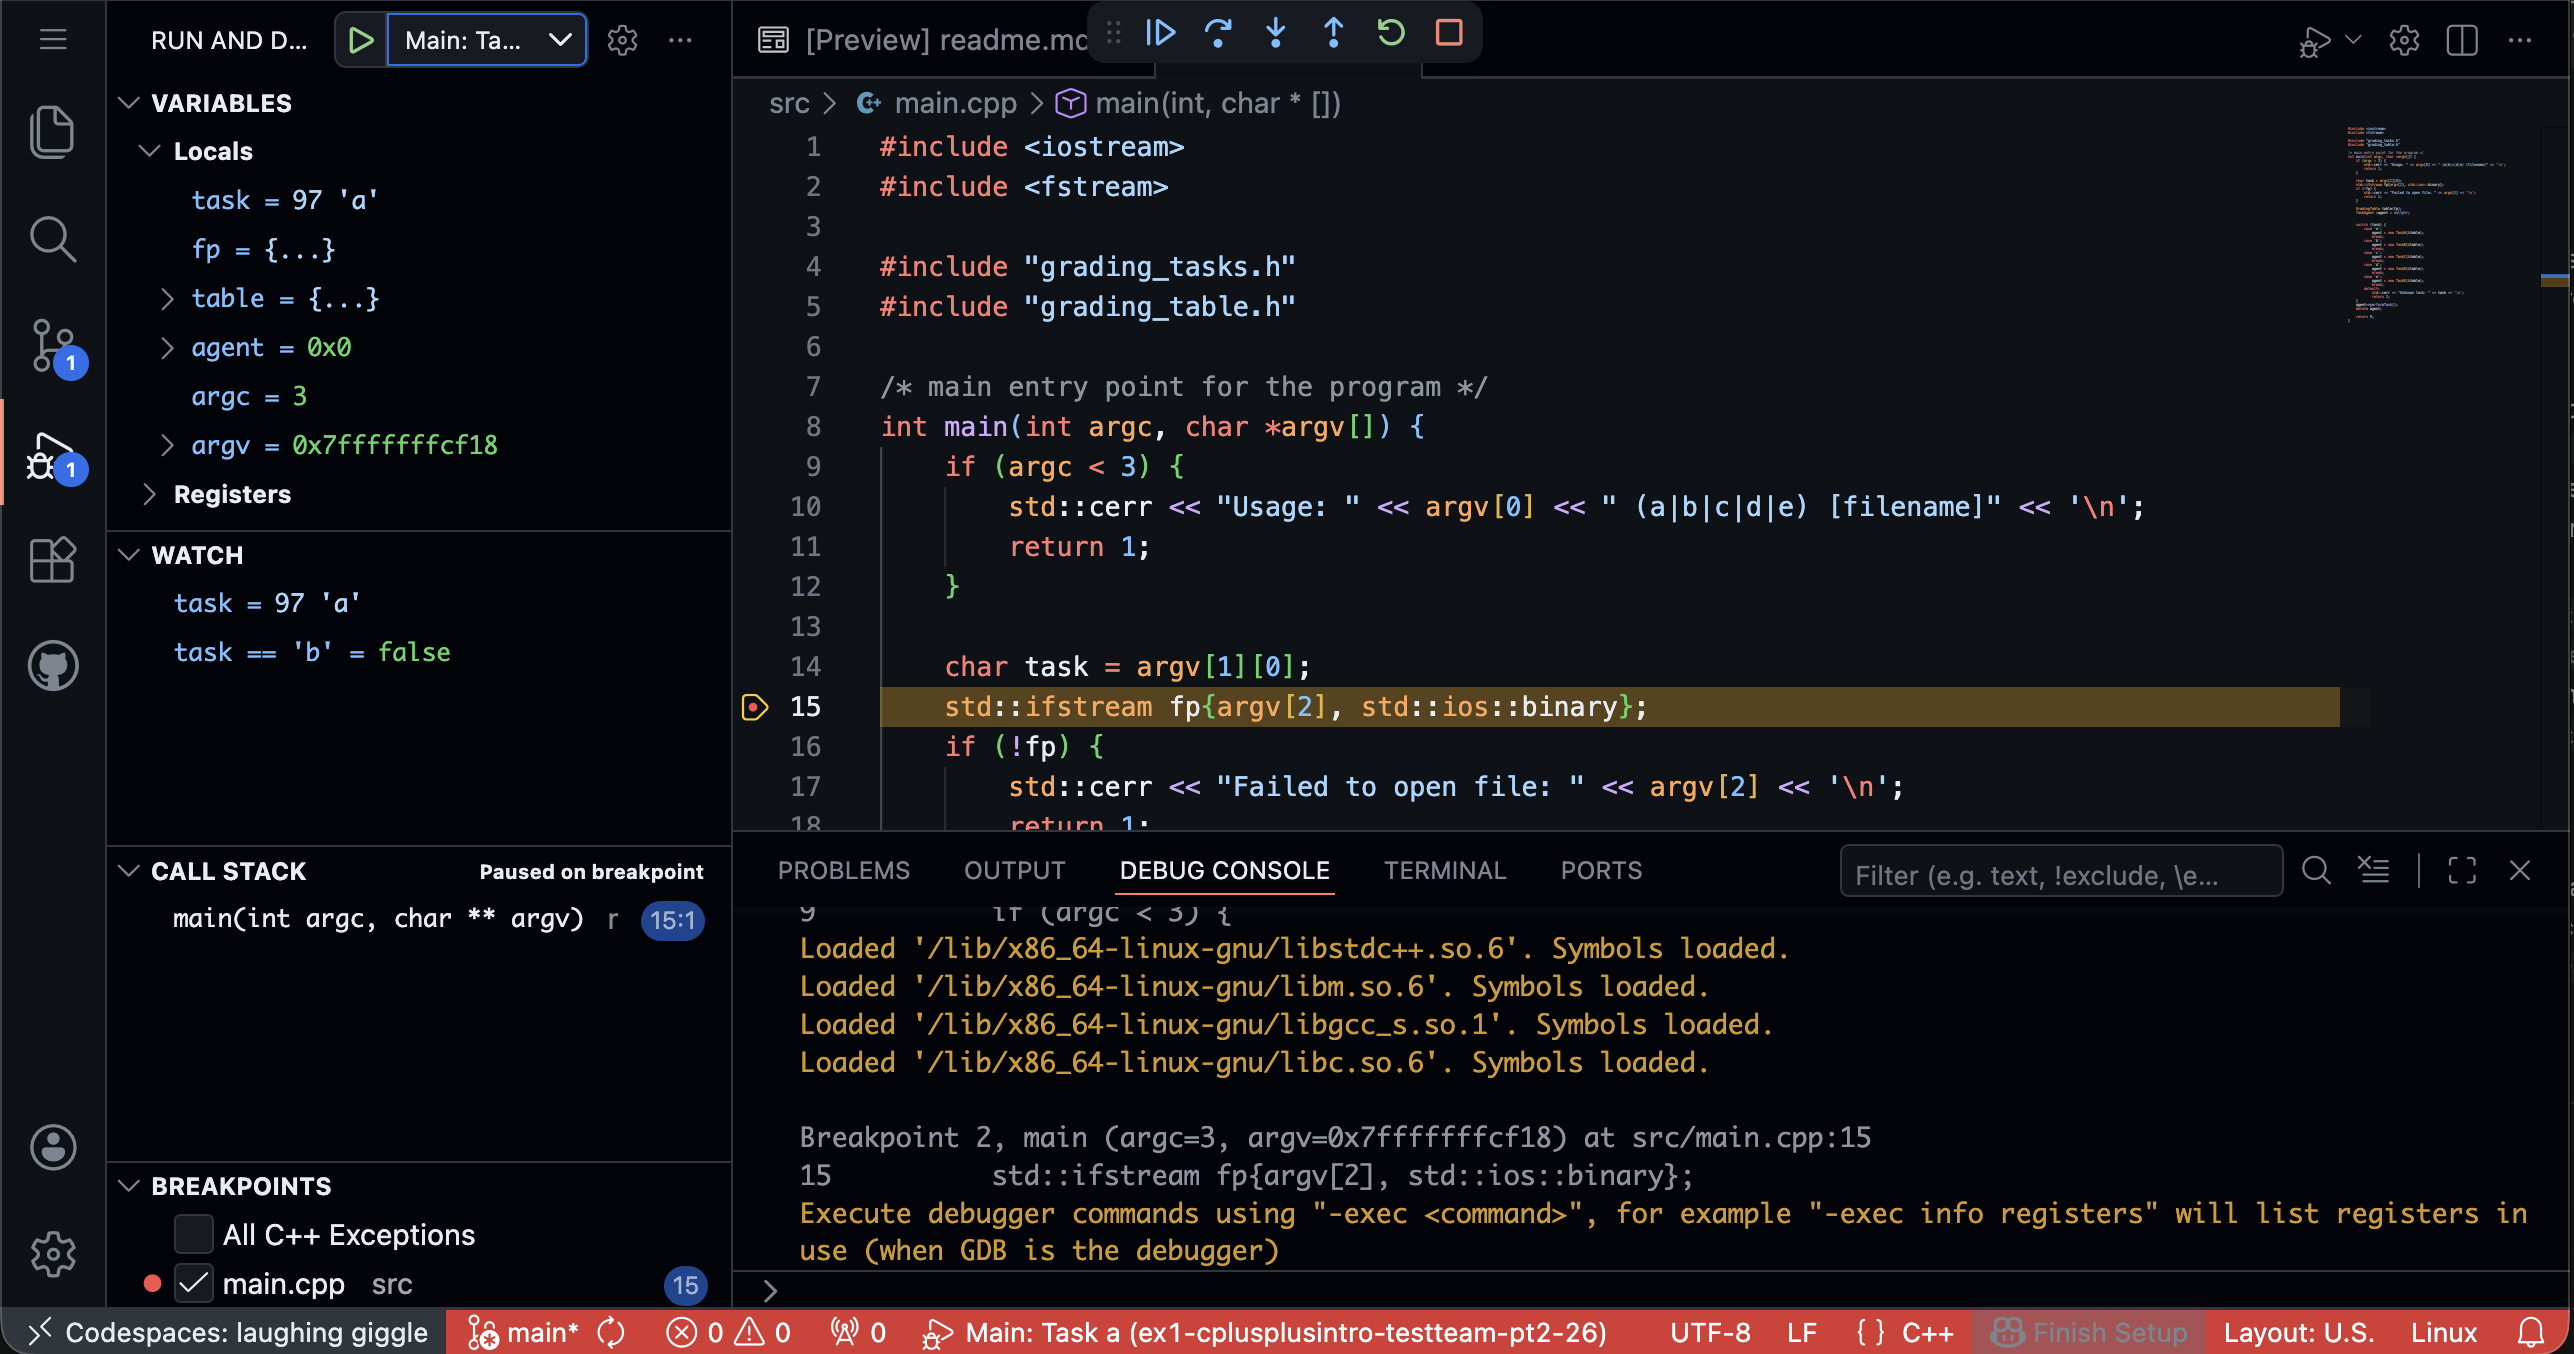 RUN AND D...
Main: Ta...
VARIABLES
Locals
task = 97 'a'
fp = {...}
table = {...}
agent = 0x0
argc = 3
argv = 0x7fffffffcf18
Registers
WATCH
task = 97 'a'
task == 'b' = false
CALL STACK
Paused on breakpoint
main(int argc, char ** argv) r 15:1
BREAKPOINTS
All C++ Exceptions
main.cpp src 15
1
1
[Preview] readme.md
src > main.cpp > main(int, char * [])
1 #include <iostream>
2 #include <fstream>
3
4 #include "grading_tasks.h"
5 #include "grading_table.h"
6
7 /* main entry point for the program */
8 int main(int argc, char *argv[]) {
9 if (argc < 3) {
10 std::cerr << "Usage: " << argv[0] << " (a|b|c|d|e) [filename]" << '\n';
11 return 1;
12 }
13
14 char task = argv[1][0];
15 std::ifstream fp{argv[2], std::ios::binary};
16 if (!fp) {
17 std::cerr << "Failed to open file: " << argv[2] << '\n';
18 return 1;
PROBLEMS
OUTPUT
DEBUG CONSOLE
TERMINAL
PORTS
Filter (e.g. text, !exclude, \e...
9 if (argc < 3) {
Loaded '/lib/x86_64-linux-gnu/libstdc++.so.6'. Symbols loaded.
Loaded '/lib/x86_64-linux-gnu/libm.so.6'. Symbols loaded.
Loaded '/lib/x86_64-linux-gnu/libgcc_s.so.1'. Symbols loaded.
Loaded '/lib/x86_64-linux-gnu/libc.so.6'. Symbols loaded.
Breakpoint 2, main (argc=3, argv=0x7fffffffcf18) at src/main.cpp:15
15 std::ifstream fp{argv[2], std::ios::binary};
Execute debugger commands using "-exec <command>", for example "-exec info registers" will list registers in
use (when GDB is the debugger)
>
Codespaces: laughing giggle
main*
0
0
0
Main: Task a (ex1-cplusplusintro-testteam-pt2-26)
UTF-8
LF
{ } C++
Finish Setup
Layout: U.S.
Linux